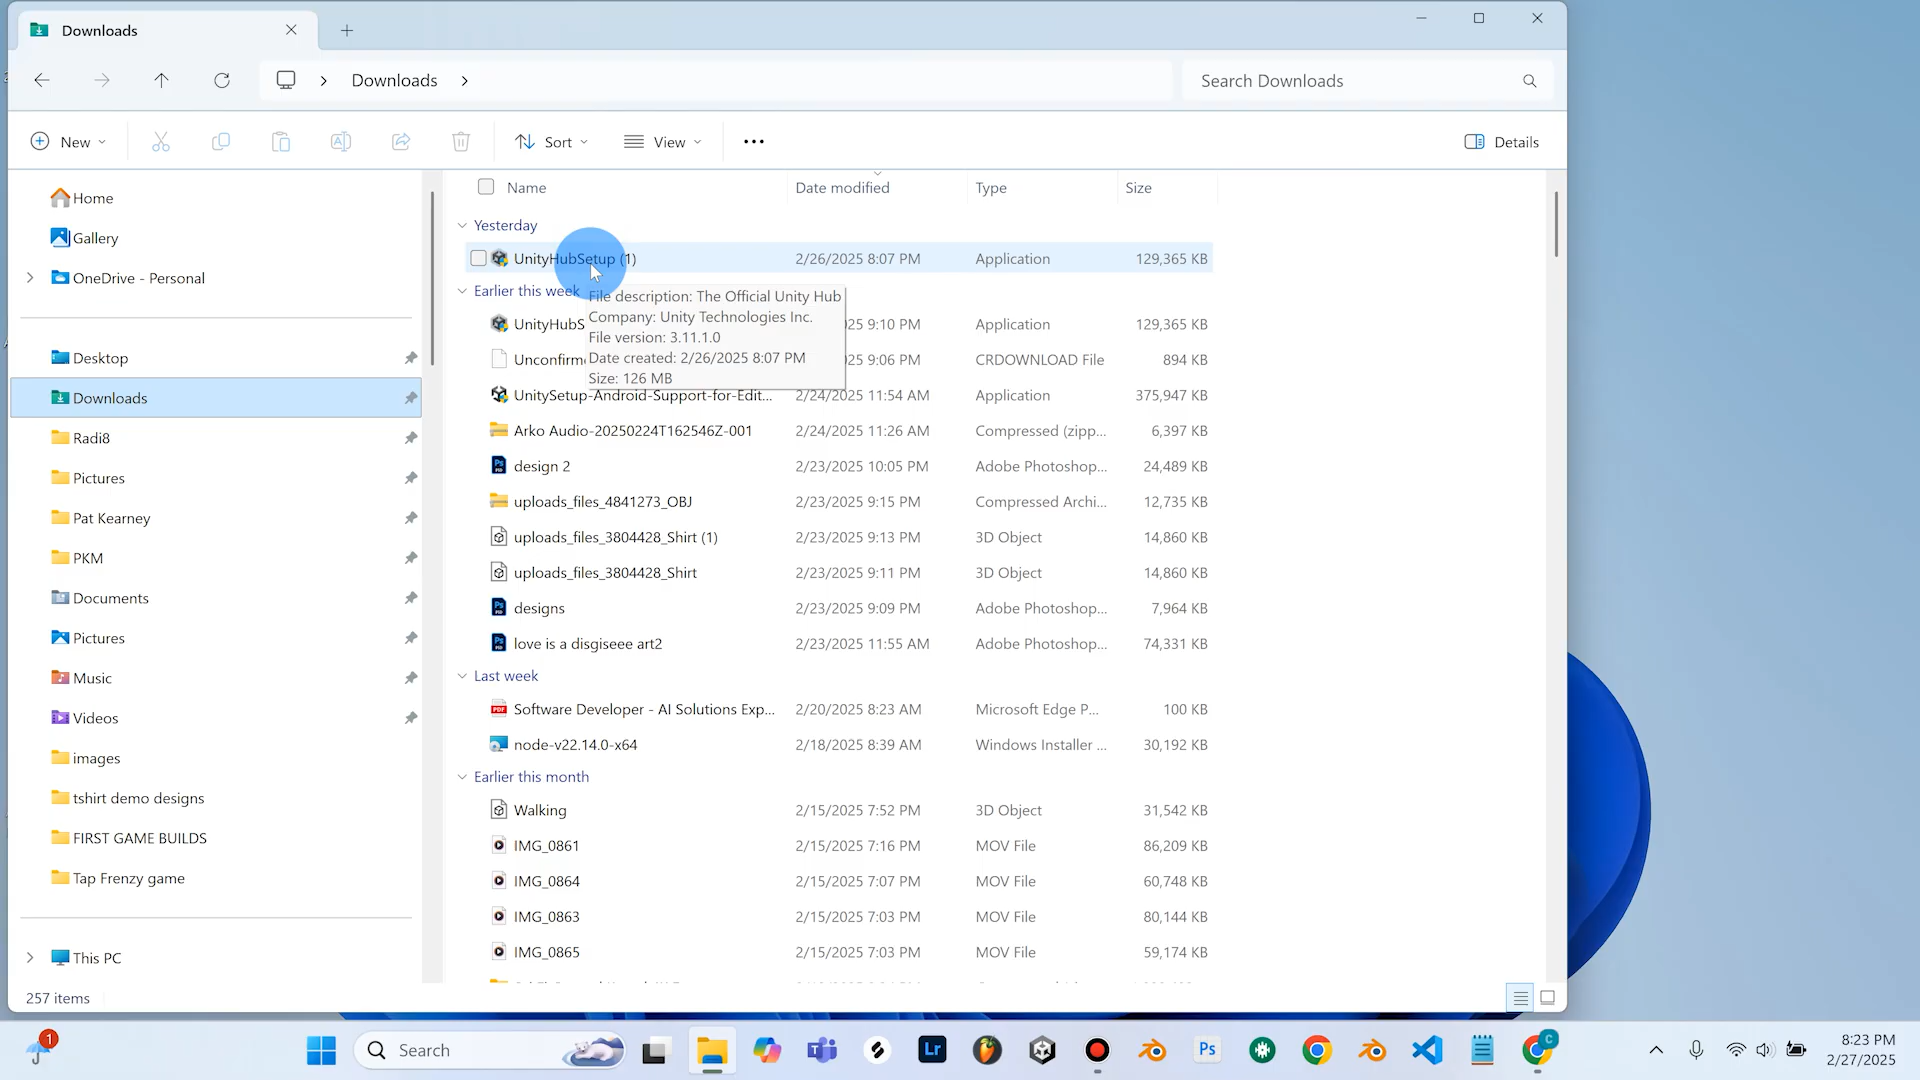 Downloads
Downloads
Search Downloads
New
Sort
View
Details
Home
Gallery
OneDrive - Personal
Desktop
Downloads
Radi8
Pictures
Pat Kearney
PKM
Documents
Pictures
Music
Videos
images
tshirt demo designs
FIRST GAME BUILDS
Tap Frenzy game
This PC
257 items
Name Date modified Type Size
Yesterday
UnityHubSetup (1) 2/26/2025 8:07 PM Application 129,365 KB
Earlier this week
File description: The Official Unity Hub
Company: Unity Technologies Inc.
File version: 3.11.1.0
Date created: 2/26/2025 8:07 PM
Size: 126 MB
UnityHubS 25 9:10 PM Application 129,365 KB
Unconfirm 25 9:06 PM CRDOWNLOAD File 894 KB
UnitySetup-Android-Support-for-Edit... 2/24/2025 11:54 AM Application 375,947 KB
Arko Audio-20250224T162546Z-001 2/24/2025 11:26 AM Compressed (zipp... 6,397 KB
design 2 2/23/2025 10:05 PM Adobe Photoshop... 24,489 KB
uploads_files_4841273_OBJ 2/23/2025 9:15 PM Compressed Archi... 12,735 KB
uploads_files_3804428_Shirt (1) 2/23/2025 9:13 PM 3D Object 14,860 KB
uploads_files_3804428_Shirt 2/23/2025 9:11 PM 3D Object 14,860 KB
designs 2/23/2025 9:09 PM Adobe Photoshop... 7,964 KB
love is a disgiseee art2 2/23/2025 11:55 AM Adobe Photoshop... 74,331 KB
Last week
Software Developer - AI Solutions Exp... 2/20/2025 8:23 AM Microsoft Edge P... 100 KB
node-v22.14.0-x64 2/18/2025 8:39 AM Windows Installer ... 30,192 KB
Earlier this month
Walking 2/15/2025 7:52 PM 3D Object 31,542 KB
IMG_0861 2/15/2025 7:16 PM MOV File 86,209 KB
IMG_0864 2/15/2025 7:07 PM MOV File 60,748 KB
IMG_0863 2/15/2025 7:03 PM MOV File 80,144 KB
IMG_0865 2/15/2025 7:03 PM MOV File 59,174 KB
1
Search
Lr
Ps
C
8:23 PM
2/27/2025